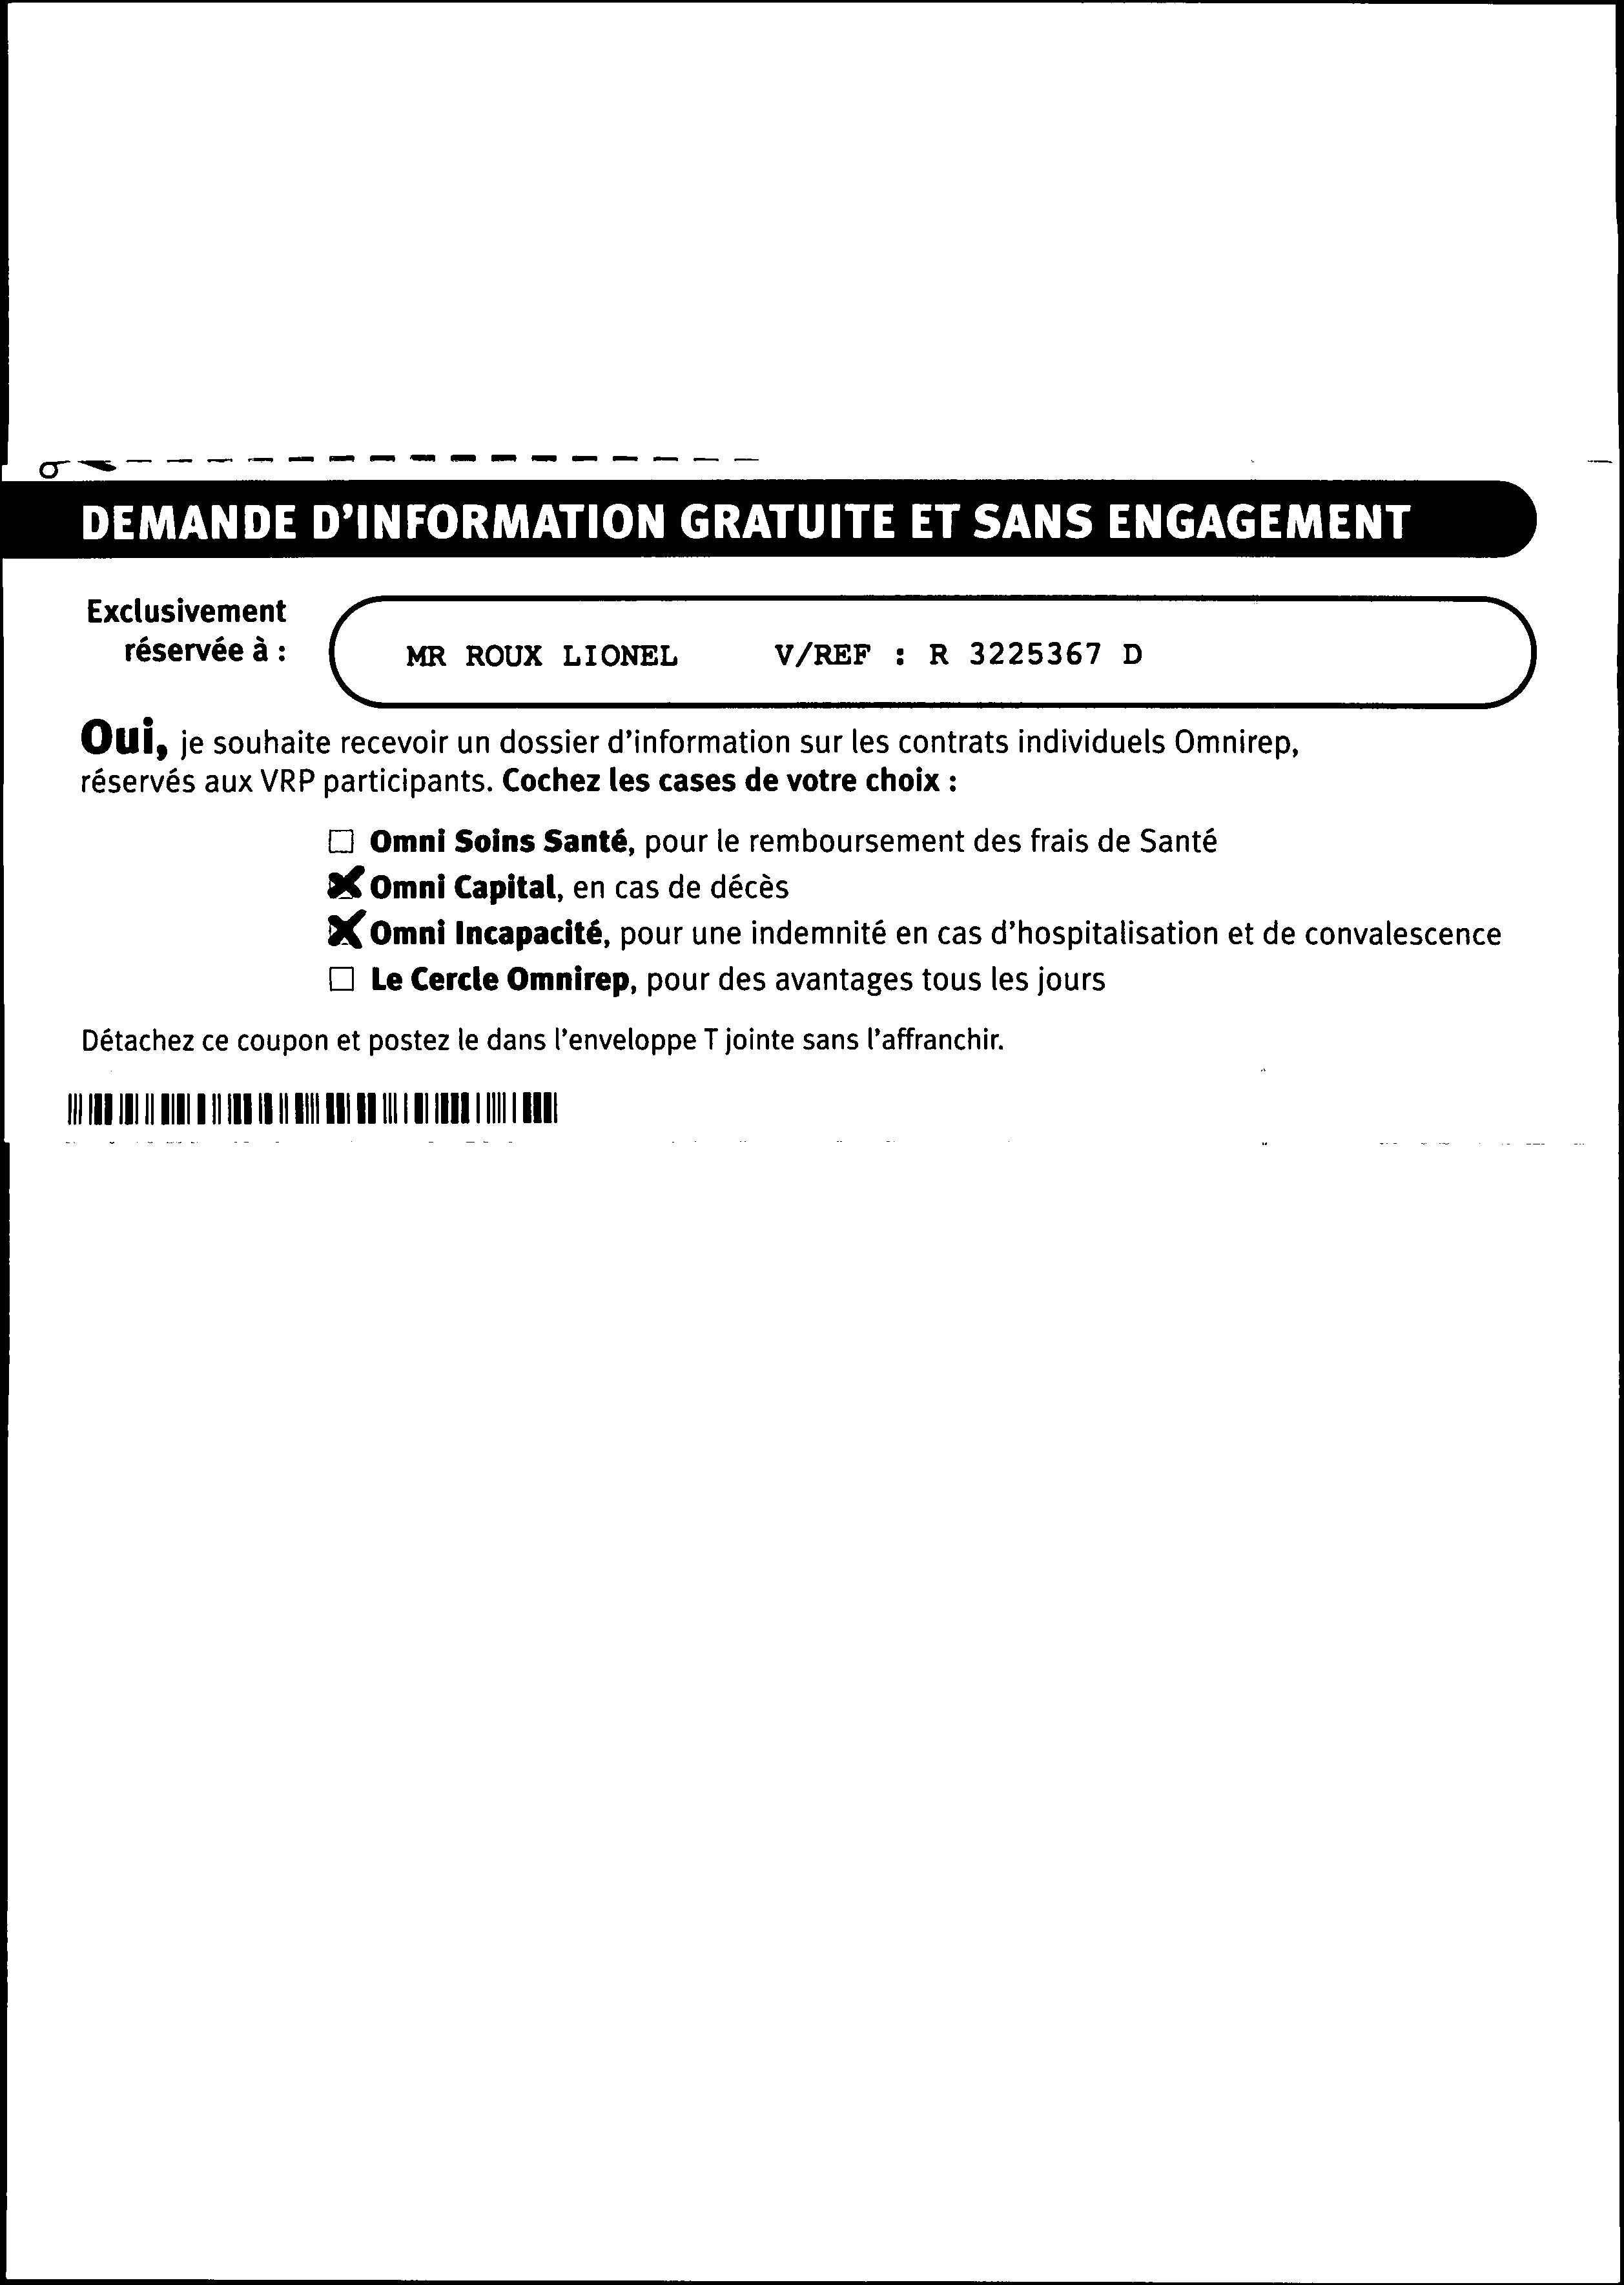 DEMANDE D'INFORMATION GRATUITE ET SANS ENGAGEMENT
Exclusivement
réservée à :
MR ROUX LIONEL V/REF : R 3225367 D
Oui, je souhaite recevoir un dossier d'information sur les contrats individuels Omnirep,
réservés aux VRP participants. Cochez les cases de votre choix :
Omni Soins Santé, pour le remboursement des frais de Santé
Omni Capital, en cas de décès
Omni Incapacité, pour une indemnité en cas d'hospitalisation et de convalescence
Le Cercle Omnirep, pour des avantages tous les jours
Détachez ce coupon et postez le dans l'enveloppe T jointe sans l'affranchir.